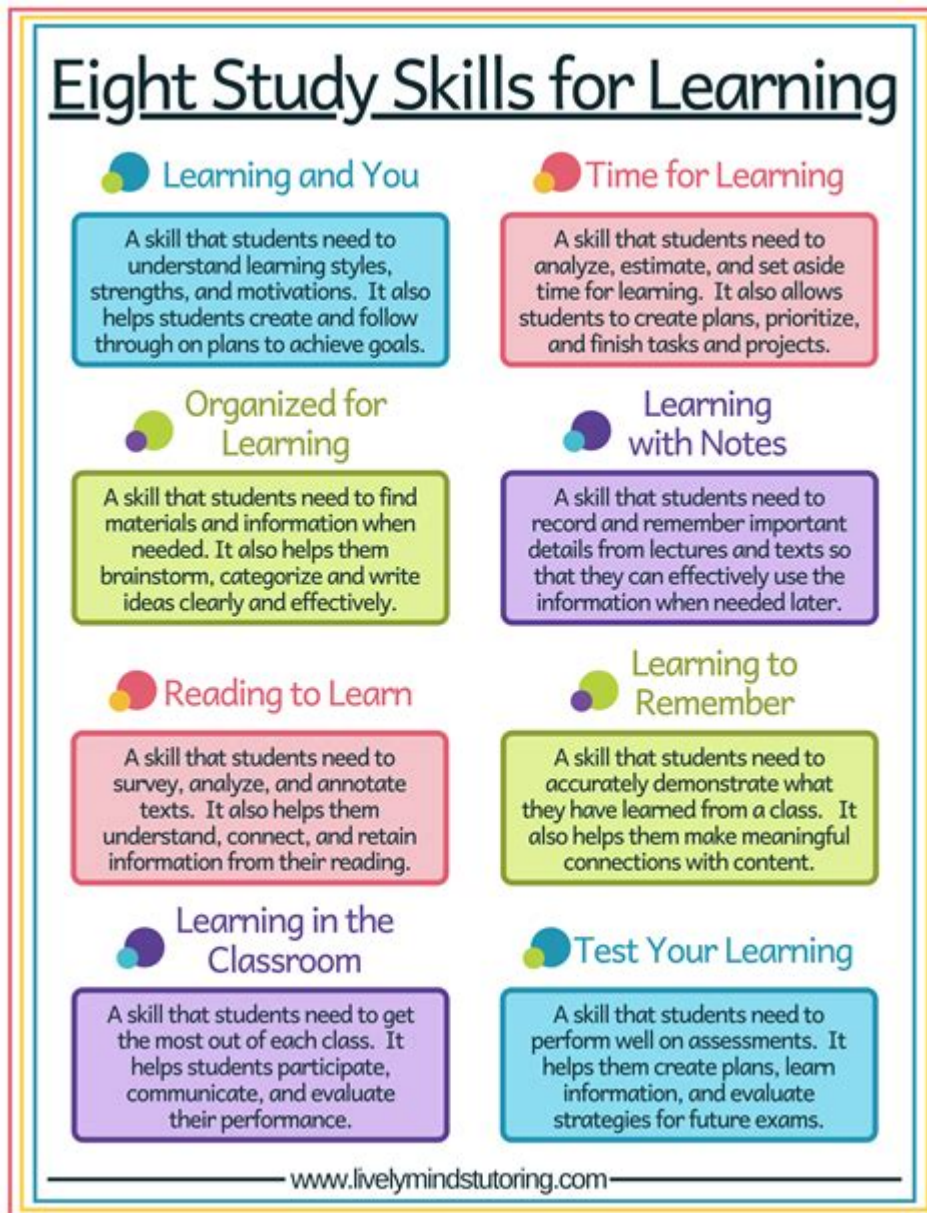 Eight Study Skills for Learning
Learning and You
A skill that students need to
understand learning styles,
strengths, and motivations. It also
helps students create and follow
through on plans to achieve goals.
Time for Learning
A skill that students need to
analyze, estimate, and set aside
time for learning. It also allows
students to create plans, prioritize,
and finish tasks and projects.
Organized for
Learning
A skill that students need to find
materials and information when
needed. It also helps them
brainstorm, categorize and write
ideas clearly and effectively.
Learning
with Notes
A skill that students need to
record and remember important
details from lectures and texts so
that they can effectively use the
information when needed later.
Reading to Learn
A skill that students need to
survey, analyze, and annotate
texts. It also helps them
understand, connect, and retain
information from their reading.
Learning to
Remember
A skill that students need to
accurately demonstrate what
they have learned from a class. It
also helps them make meaningful
connections with content.
Learning in the
Classroom
A skill that students need to get
the most out of each class. It
helps students participate,
communicate, and evaluate
their performance.
Test Your Learning
A skill that students need to
perform well on assessments. It
helps them create plans, learn
information, and evaluate
strategies for future exams.
www.livelymindstutoring.com